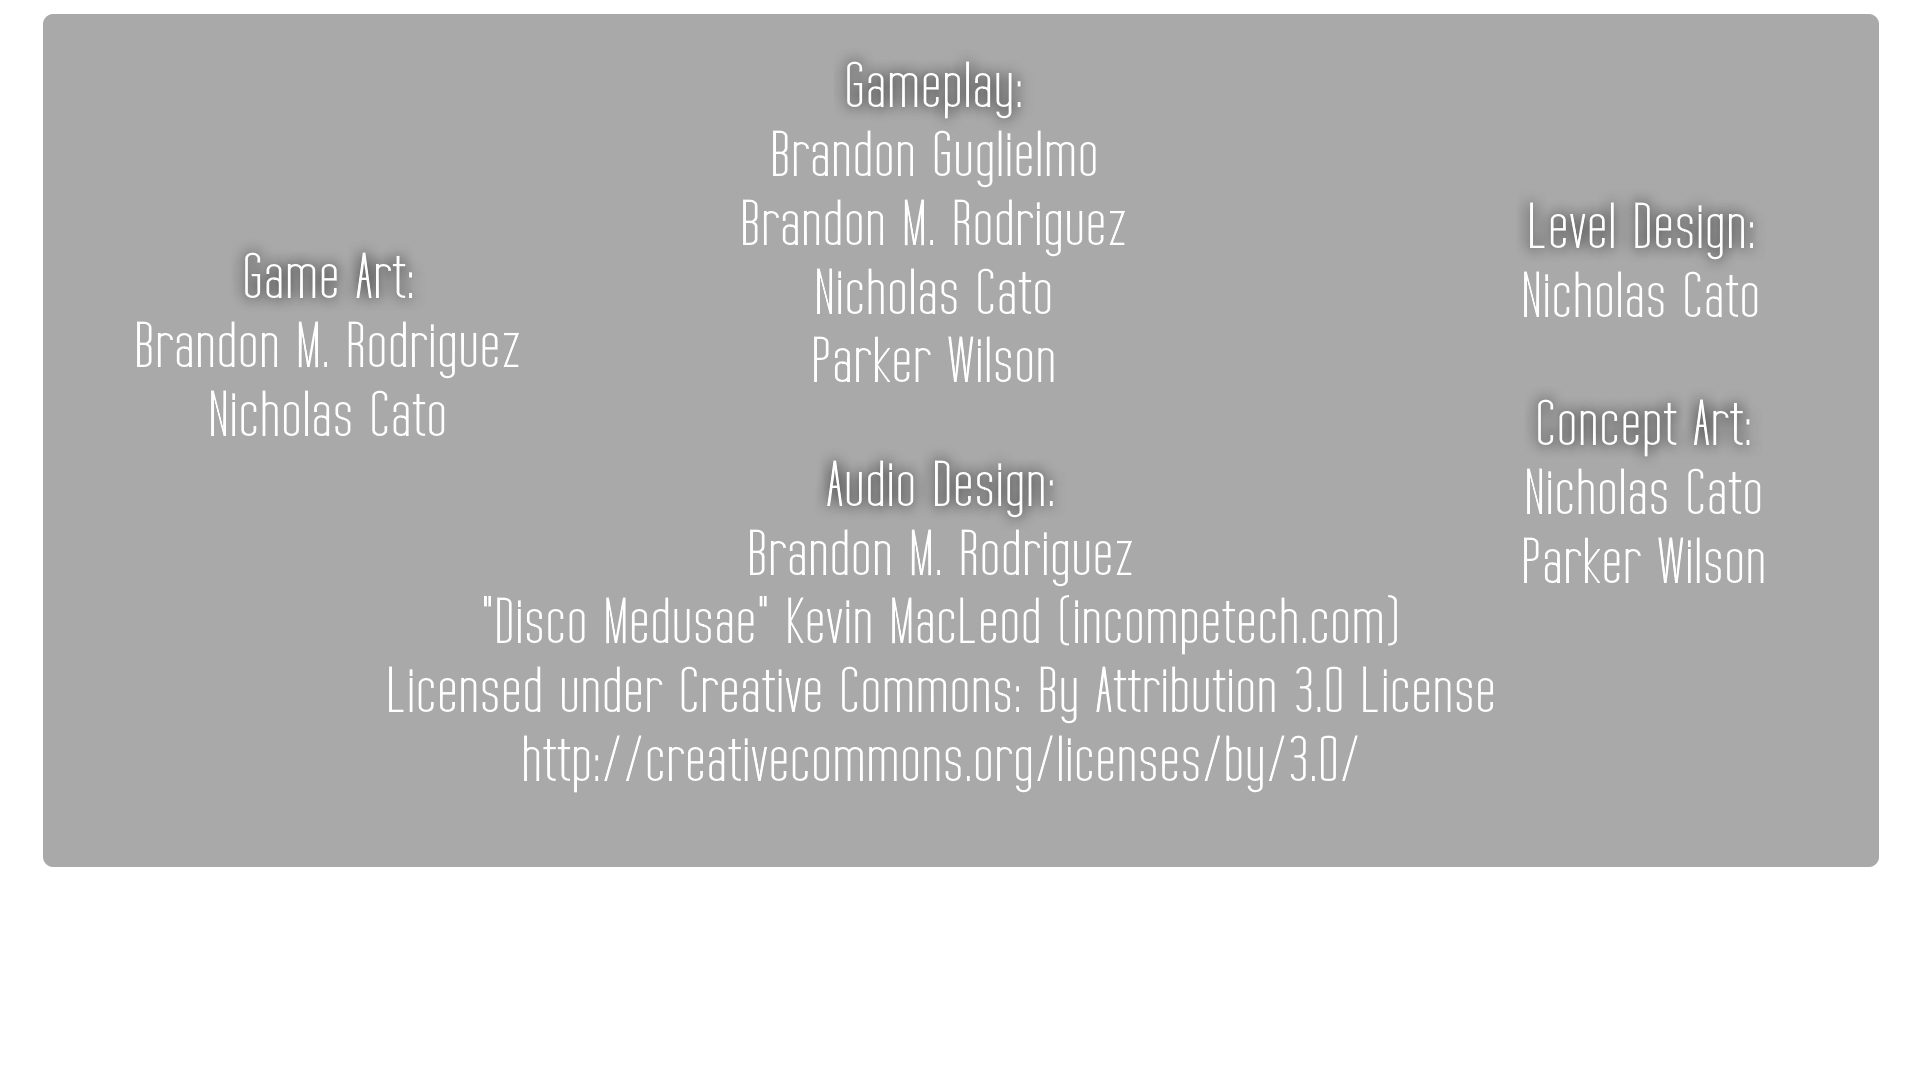 Game Art:
Brandon M. Rodriguez
Nicholas Cato
Gameplay:
Brandon Guglielmo
Brandon M. Rodriguez
Nicholas Cato
Parker Wilson
Audio Design:
Brandon M. Rodriguez
"Disco Medusae" Kevin MacLeod (incompetech.com)
Licensed under Creative Commons: By Attribution 3.0 License
http://creativecommons.org/licenses/by/3.0/
Level Design:
Nicholas Cato
Concept Art:
Nicholas Cato
Parker Wilson